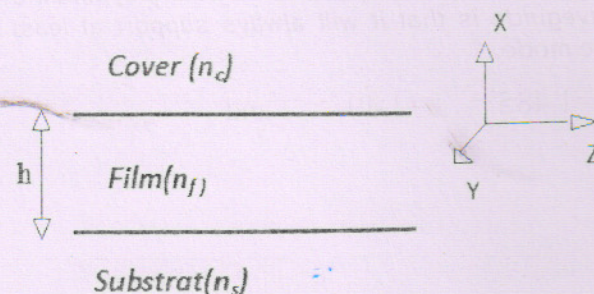 X
Cover (n_c)
h
Film(n_f)
Z
Y
Substrat(n_s)